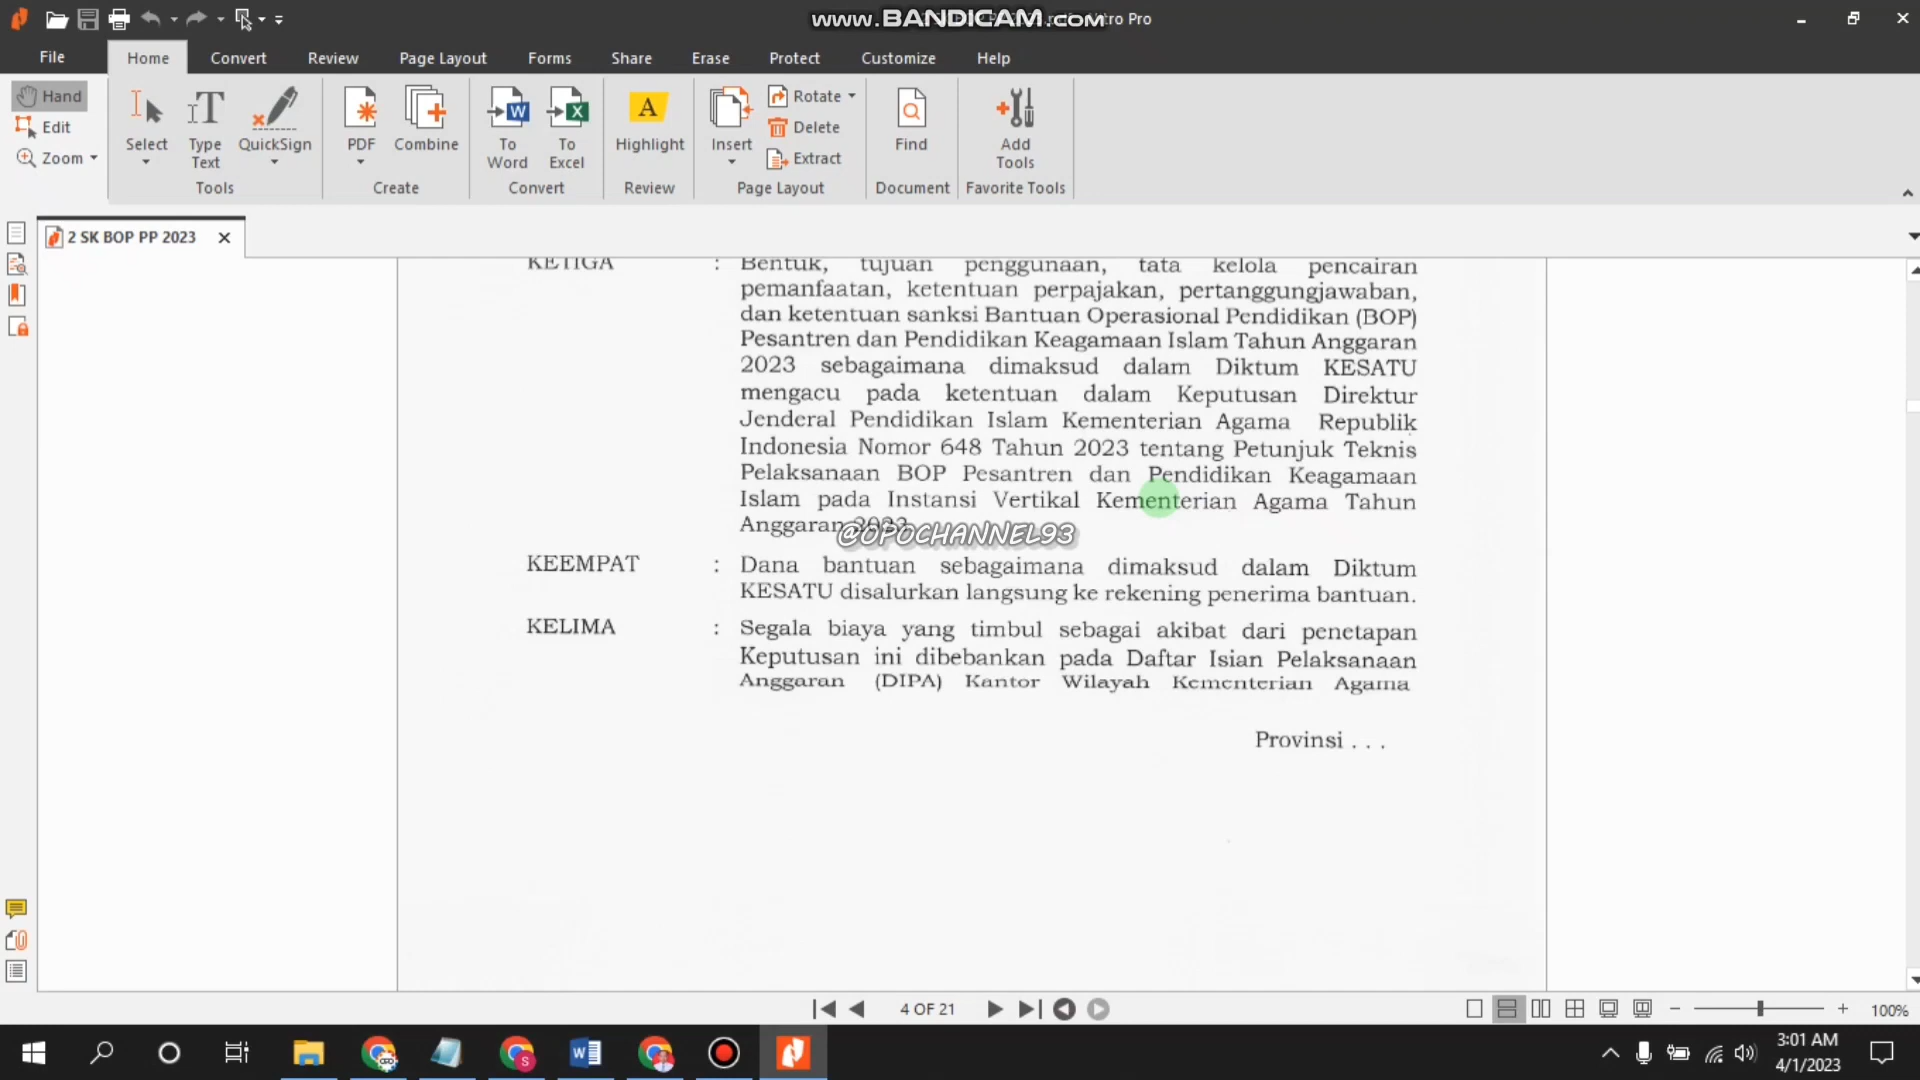 www.BANDICAM.com
Nitro Pro
File
Home
Convert
Review
Page Layout
Forms
Share
Erase
Protect
Customize
Help
Hand
Edit
Zoom
Select
Type Text
QuickSign
Tools
PDF
Combine
Create
To Word
To Excel
Convert
Highlight
Review
Insert
Rotate
Delete
Extract
Page Layout
Find
Document
Add Tools
Favorite Tools
2 SK BOP PP 2023
KETIGA : Bentuk, tujuan penggunaan, tata kelola pencairan
pemanfaatan, ketentuan perpajakan, pertanggungjawaban,
dan ketentuan sanksi Bantuan Operasional Pendidikan (BOP)
Pesantren dan Pendidikan Keagamaan Islam Tahun Anggaran
2023 sebagaimana dimaksud dalam Diktum KESATU
mengacu pada ketentuan dalam Keputusan Direktur
Jenderal Pendidikan Islam Kementerian Agama Republik
Indonesia Nomor 648 Tahun 2023 tentang Petunjuk Teknis
Pelaksanaan BOP Pesantren dan Pendidikan Keagamaan
Islam pada Instansi Vertikal Kementerian Agama Tahun
Anggaran 2023
@OPOCHANNEL93
KEEMPAT : Dana bantuan sebagaimana dimaksud dalam Diktum
KESATU disalurkan langsung ke rekening penerima bantuan.
KELIMA : Segala biaya yang timbul sebagai akibat dari penetapan
Keputusan ini dibebankan pada Daftar Isian Pelaksanaan
Anggaran (DIPA) Kantor Wilayah Kementerian Agama
Provinsi . . .
4 OF 21
100%
3:01 AM
4/1/2023